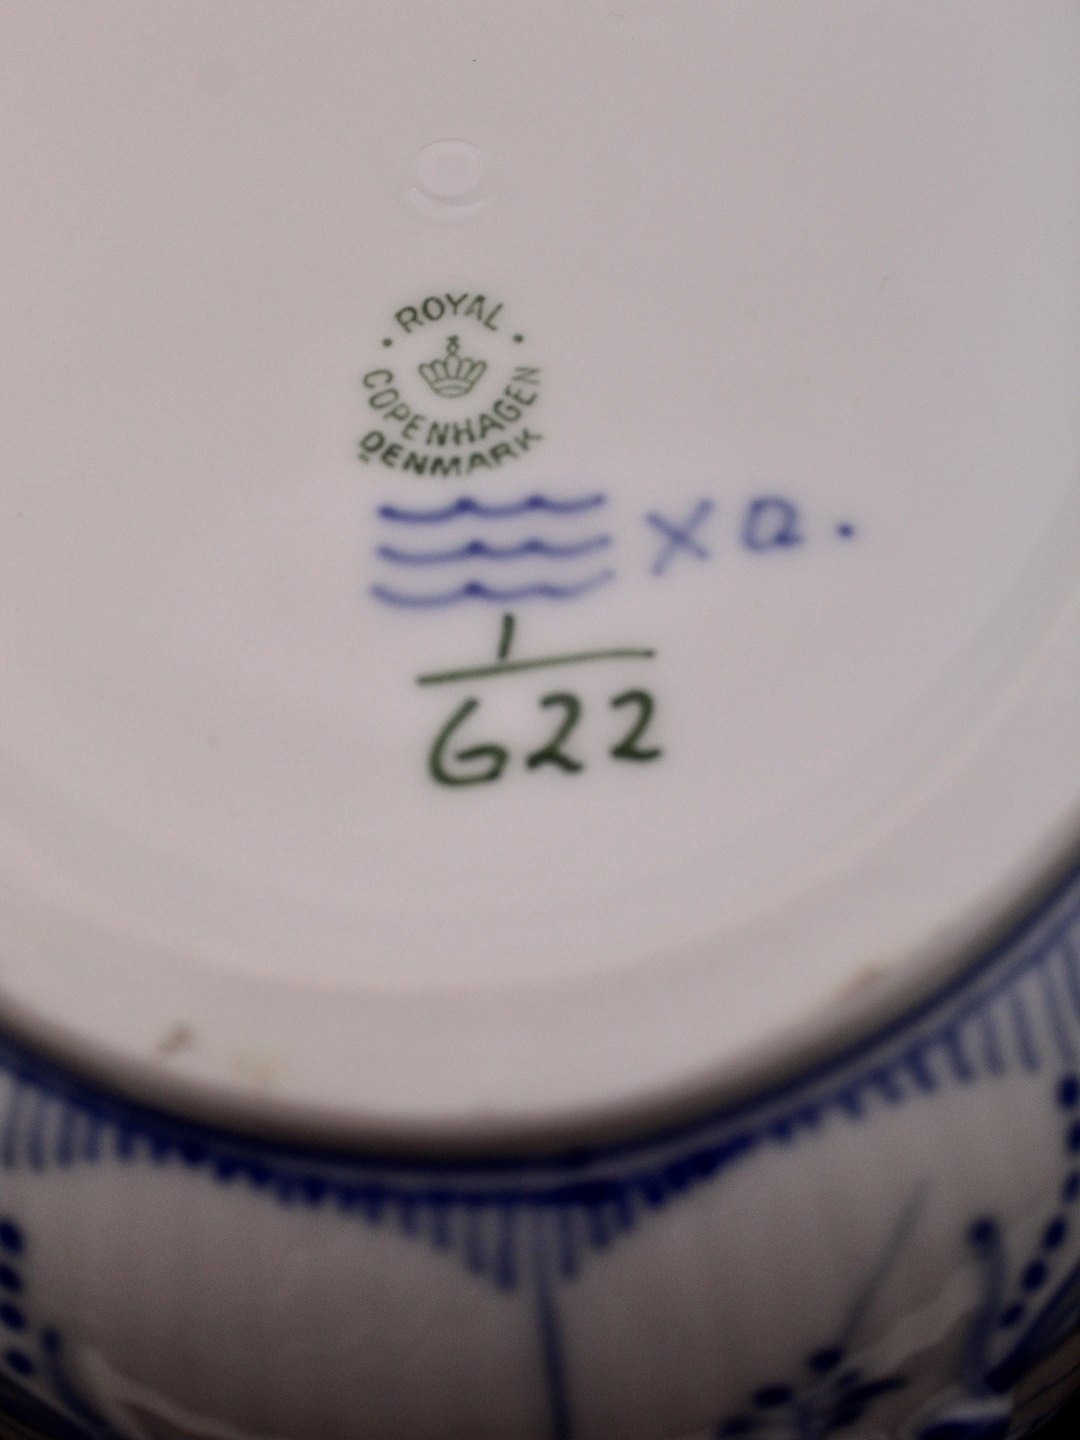 ROYAL
COPENHAGEN
DENMARK
X Ω.
1
622